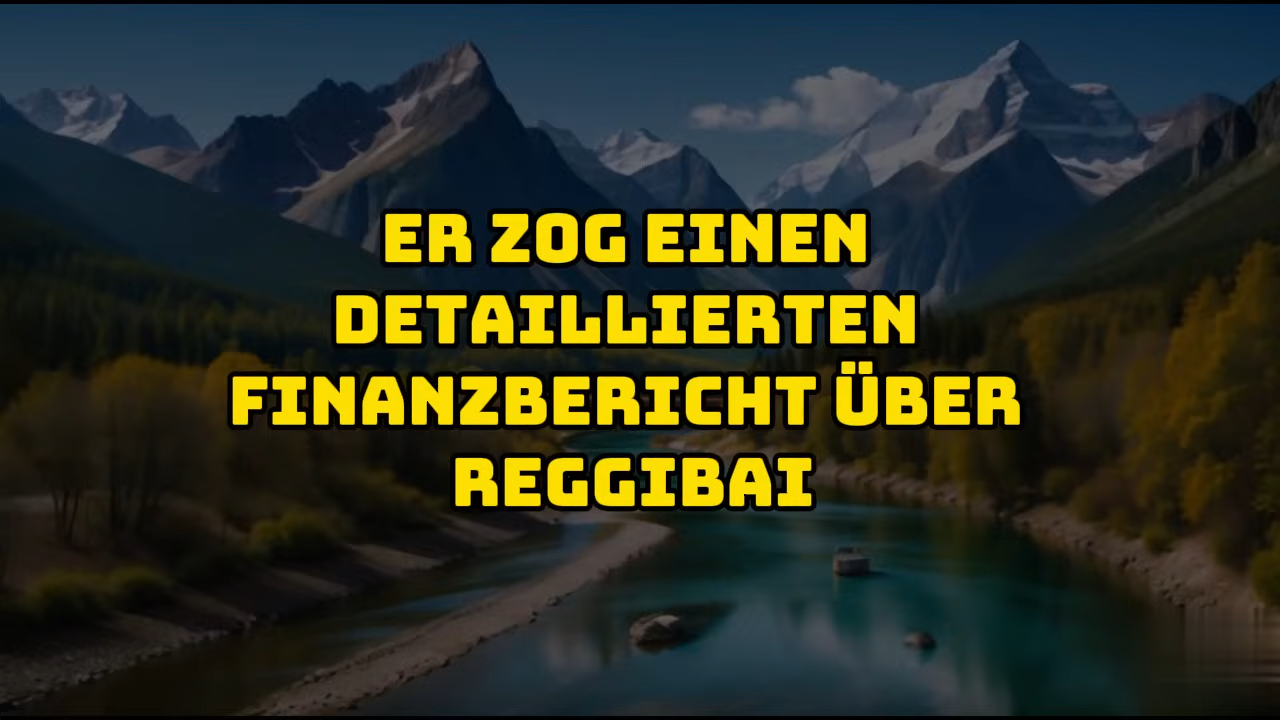 ER ZOG EINEN
DETAILLIERTEN
FINANZBERICHT ÜBER
REGGIBAI